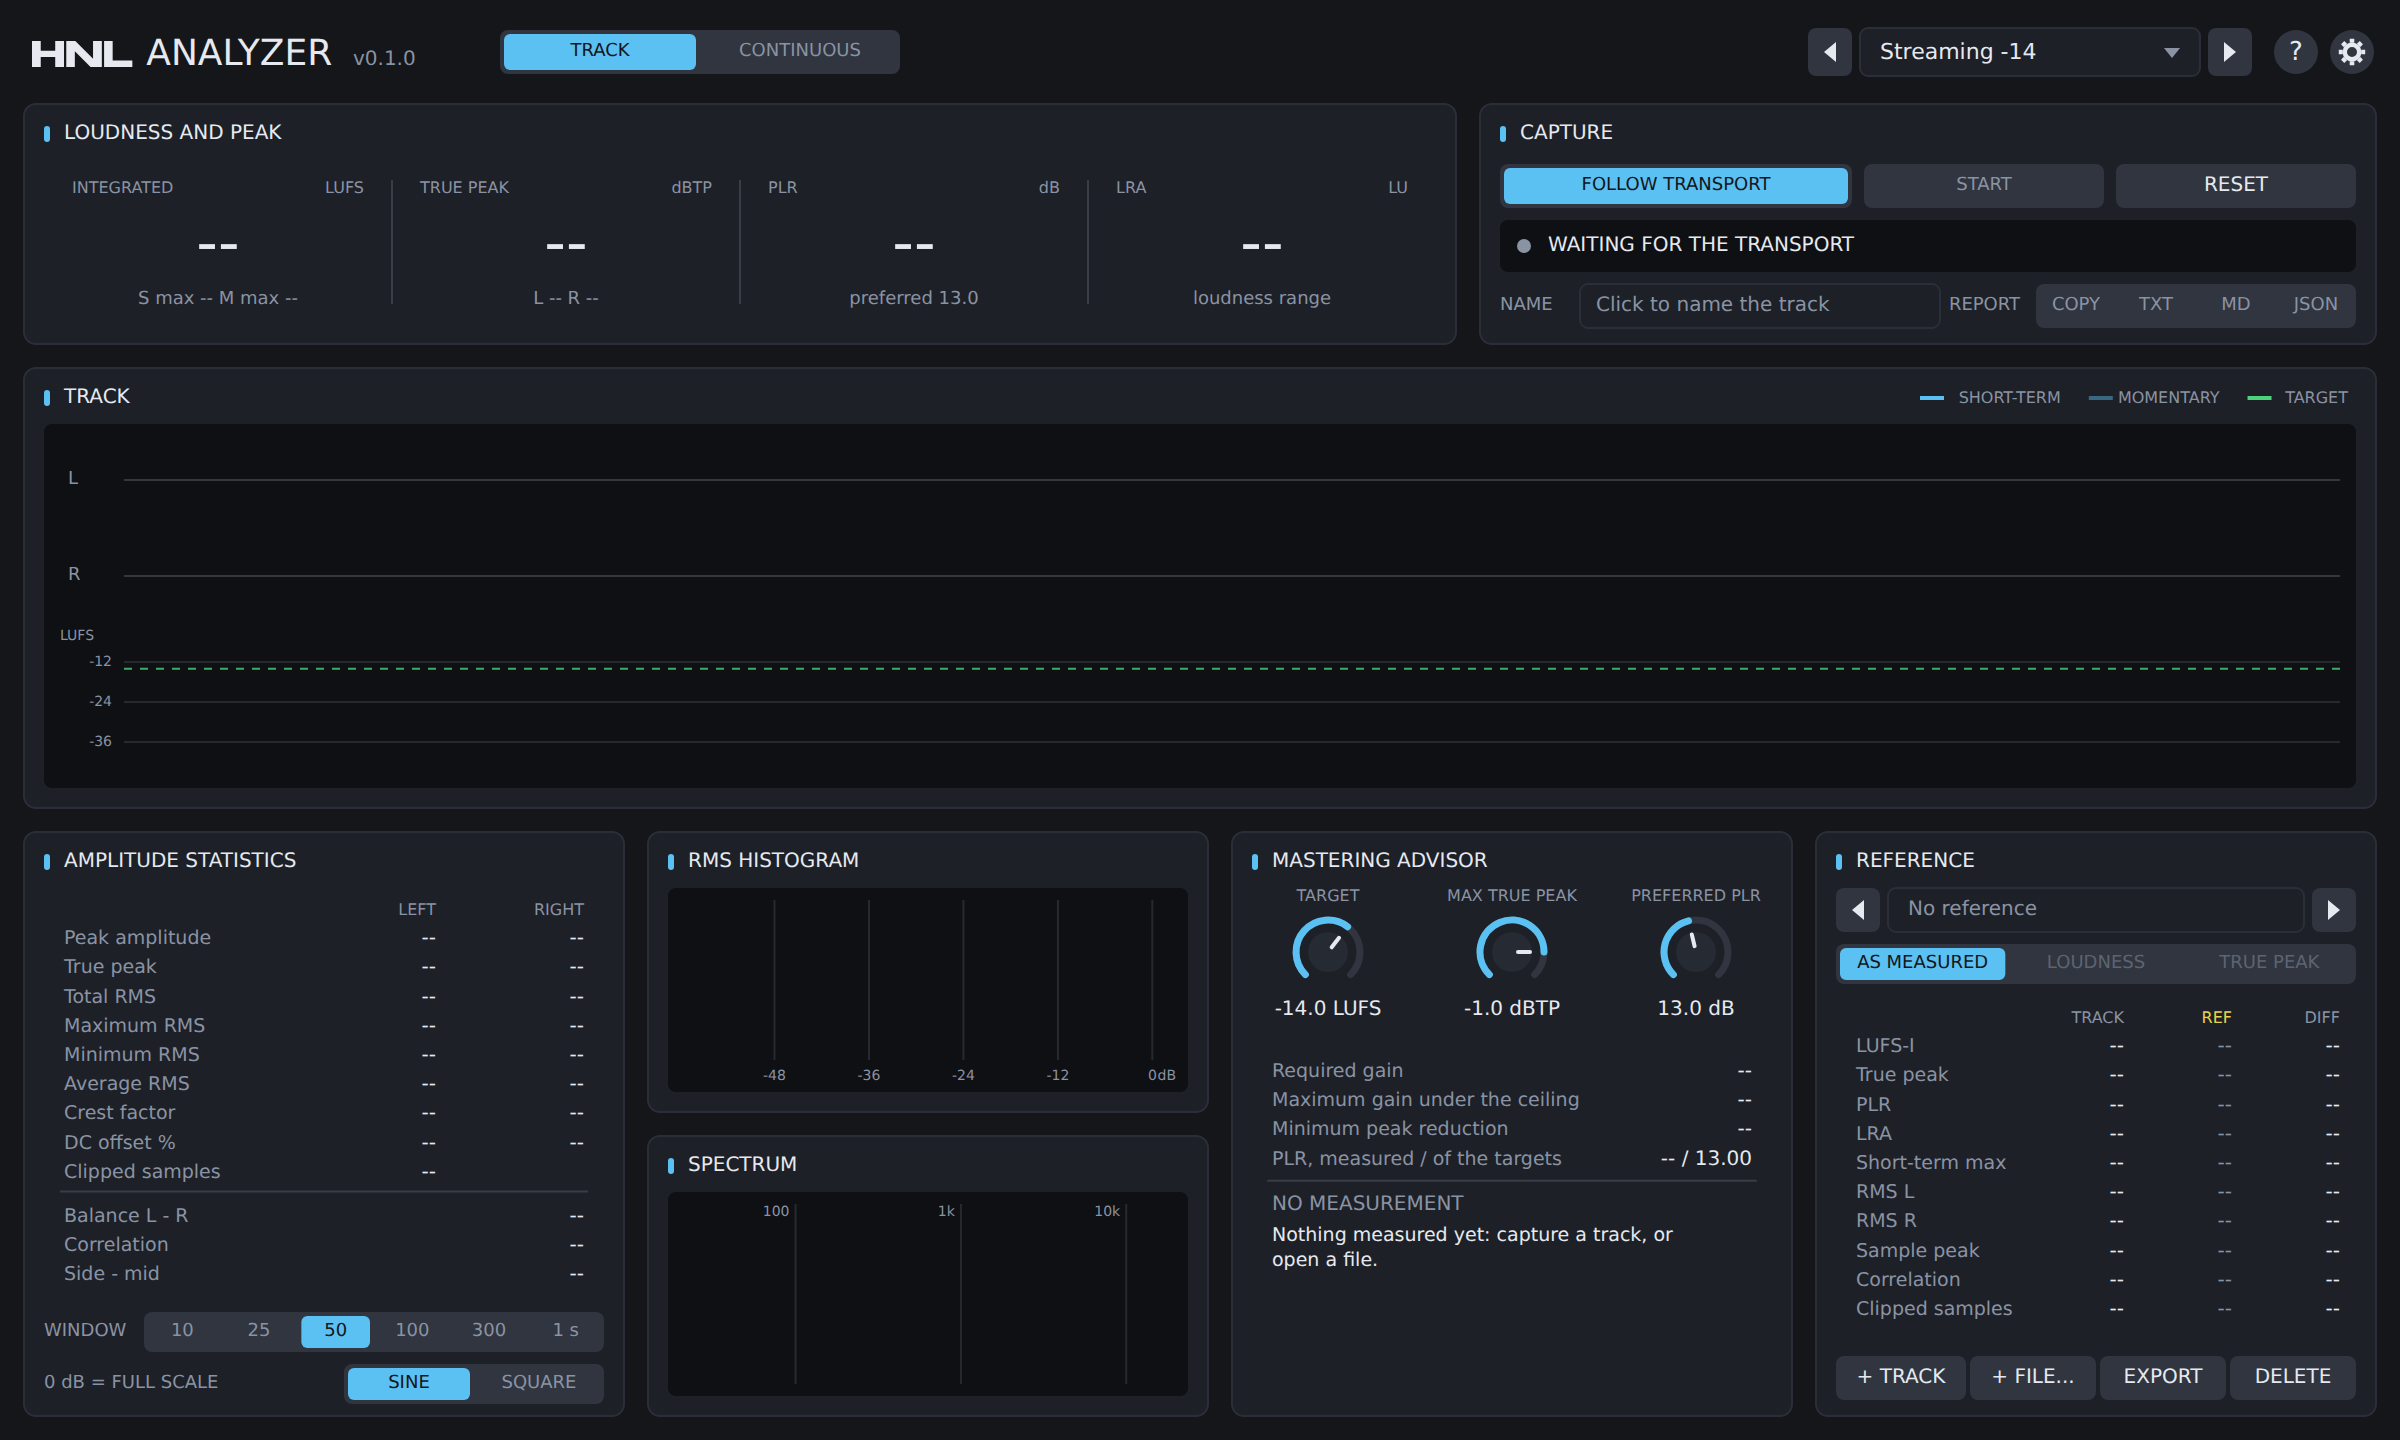 HNL ANALYZER v0.1.0
TRACK CONTINUOUS
Streaming -14
?
LOUDNESS AND PEAK
INTEGRATED LUFS TRUE PEAK dBTP PLR dB LRA LU
-- -- -- --
S max -- M max -- L -- R -- preferred 13.0 loudness range
CAPTURE
FOLLOW TRANSPORT START RESET
WAITING FOR THE TRANSPORT
NAME Click to name the track REPORT COPY TXT MD JSON
TRACK
SHORT-TERM MOMENTARY TARGET
L
R
LUFS
-12
-24
-36
AMPLITUDE STATISTICS
LEFT RIGHT
Peak amplitude -- --
True peak -- --
Total RMS -- --
Maximum RMS -- --
Minimum RMS -- --
Average RMS -- --
Crest factor -- --
DC offset % -- --
Clipped samples --
Balance L - R --
Correlation --
Side - mid --
WINDOW 10 25 50 100 300 1 s
0 dB = FULL SCALE SINE SQUARE
RMS HISTOGRAM
-48 -36 -24 -12 0dB
SPECTRUM
100 1k 10k
MASTERING ADVISOR
TARGET MAX TRUE PEAK PREFERRED PLR
-14.0 LUFS -1.0 dBTP 13.0 dB
Required gain --
Maximum gain under the ceiling --
Minimum peak reduction --
PLR, measured / of the targets -- / 13.00
NO MEASUREMENT
Nothing measured yet: capture a track, or
open a file.
REFERENCE
No reference
AS MEASURED LOUDNESS TRUE PEAK
TRACK REF DIFF
LUFS-I -- -- --
True peak -- -- --
PLR -- -- --
LRA -- -- --
Short-term max -- -- --
RMS L -- -- --
RMS R -- -- --
Sample peak -- -- --
Correlation -- -- --
Clipped samples -- -- --
+ TRACK + FILE... EXPORT DELETE